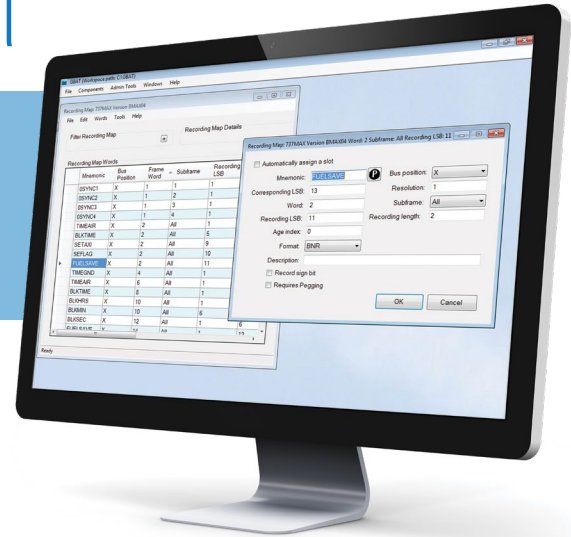 GBAT (Workspace path: C:\GBAT)
File Components Admin Tools Windows Help
Recording Map 737MAX Version BMAX04
File Edit Words Tools Help
Filter Recording Map
Recording Map Details
Recording Map Words
Mnemonic Bus Position Frame Word Subframe Recording LSB
0SYNC1 X 1 1 1
0SYNC2 X 1 2 1
0SYNC3 X 1 3 1
0SYNC4 X 1 4 1
TIMEAIR X 2 All 1
BLKTIME X 2 All 5
SETAXI X 2 All 9
SEFLAG X 2 All 10
FUELSAVE X 2 All 11
TIMEGND X 4 All 1
TIMEAIR X 6 All 1
BLKTIME X 8 All 1
BLKHRS X 10 All 1
BLKMIN X 10 All 6
BLKSEC X 12 All 1 6
Ready
Recording Map: 737MAX Version BMAX04 Word: 2 Subframe: All Recording LSB: 11
Automatically assign a slot
Mnemonic: FUELSAVE P Bus position: X
Corresponding LSB: 13 Resolution: 1
Word: 2 Subframe: All
Recording LSB: 11 Recording length: 2
Age index: 0
Format: BNR
Description:
Record sign bit
Requires Pegging
OK Cancel